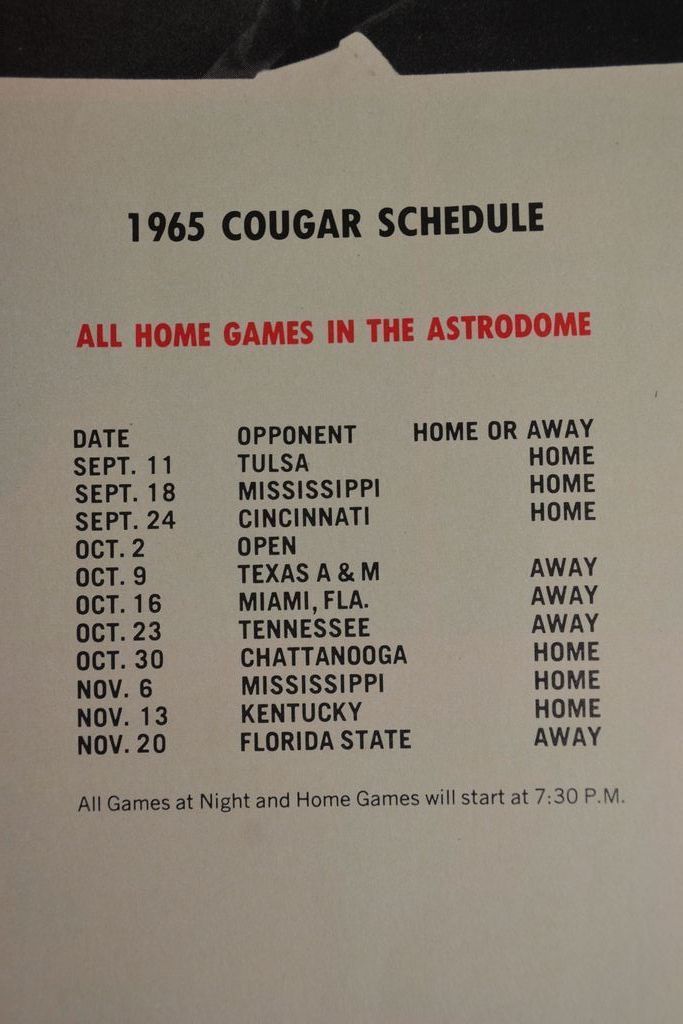 1965 COUGAR SCHEDULE
ALL HOME GAMES IN THE ASTRODOME
DATE OPPONENT HOME OR AWAY
SEPT. 11 TULSA HOME
SEPT. 18 MISSISSIPPI HOME
SEPT. 24 CINCINNATI HOME
OCT. 2 OPEN
OCT. 9 TEXAS A & M AWAY
OCT. 16 MIAMI, FLA. AWAY
OCT. 23 TENNESSEE AWAY
OCT. 30 CHATTANOOGA HOME
NOV. 6 MISSISSIPPI HOME
NOV. 13 KENTUCKY HOME
NOV. 20 FLORIDA STATE AWAY
All Games at Night and Home Games will start at 7:30 P.M.